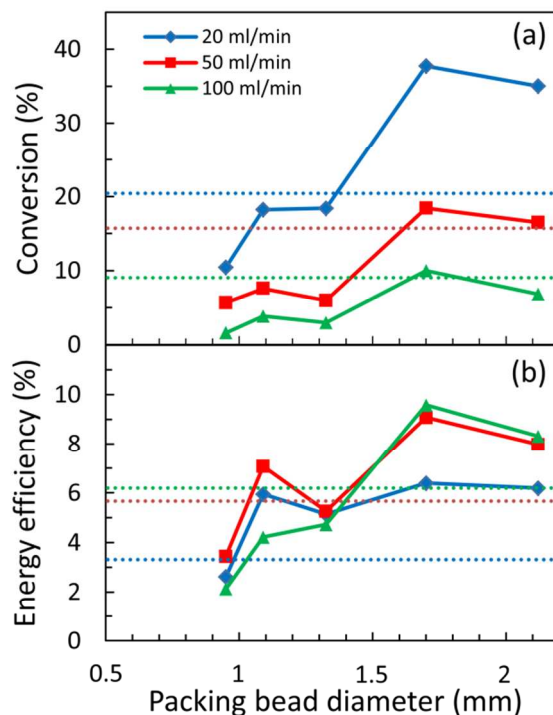 (a)
20 ml/min
50 ml/min
100 ml/min
Conversion (%)
40
30
20
10
0
(b)
Energy efficiency (%)
10
8
6
4
2
0
0.5
1
1.5
2
Packing bead diameter (mm)